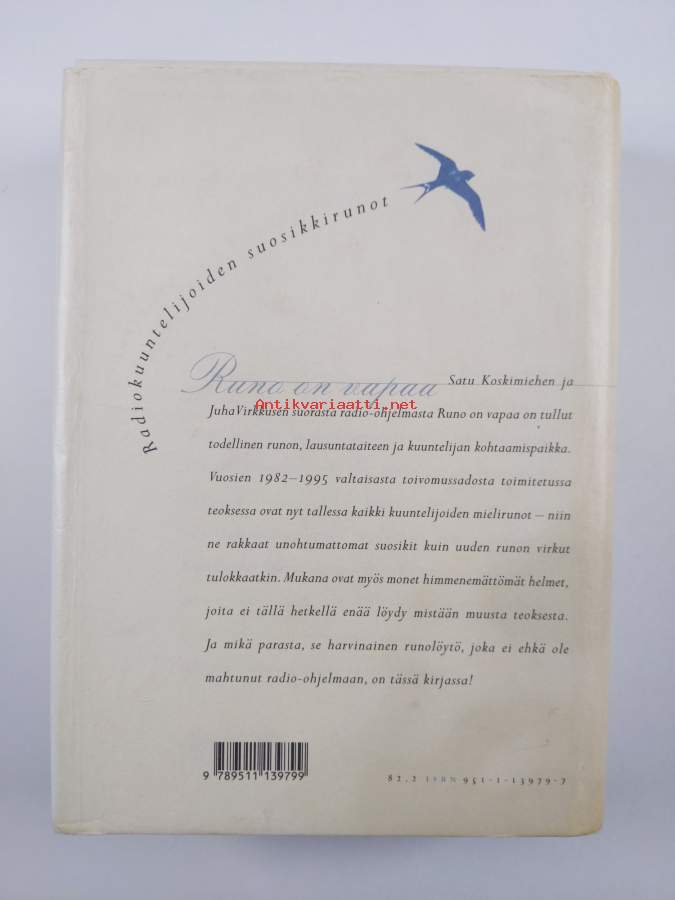 Radiokuuntelijoiden suosikkirunot
Runo on vapaa Satu Koskimiehen ja
Antikvariaatti.net
Juha Virkkusen suorasta radio-ohjelmasta Runo on vapaa on tullut
todellinen runon, lausuntataiteen ja kuuntelijan kohtaamispaikka.
Vuosien 1982–1995 valtaisasta toivomussadosta toimitetussa
teoksessa ovat nyt tallessa kaikki kuuntelijoiden mielirunot – niin
ne rakkaat unohtumattomat suosikit kuin uuden runon virkut
tulokkaatkin. Mukana ovat myös monet himmenemättömät helmet,
joita ei tällä hetkellä enää löydy mistään muusta teoksesta.
Ja mikä parasta, se harvinainen runolöytö, joka ei ehkä ole
mahtunut radio-ohjelmaan, on tässä kirjassa!
9 789511 139799
82.2 ISBN 951-1-13979-7